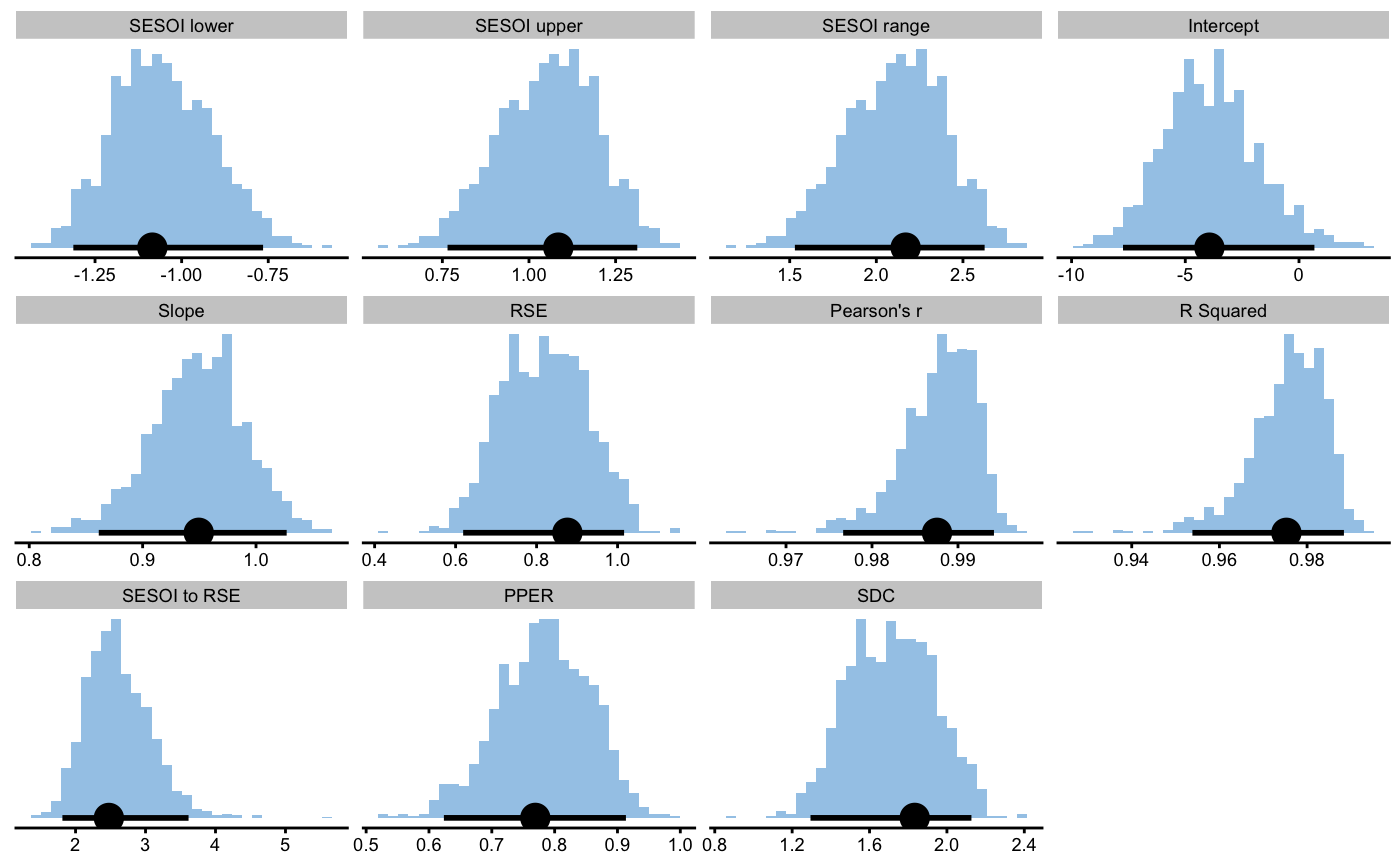 SESOI lower SESOI upper SESOI range Intercept
-1.25 -1.00 -0.75 0.75 1.00 1.25 1.5 2.0 2.5 -10 -5 0
Slope RSE Pearson's r R Squared
0.8 0.9 1.0 0.4 0.6 0.8 1.0 0.97 0.98 0.99 0.94 0.96 0.98
SESOI to RSE PPER SDC
2 3 4 5 0.5 0.6 0.7 0.8 0.9 1.0 0.8 1.2 1.6 2.0 2.4